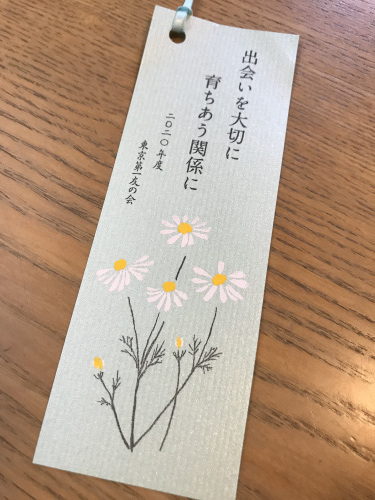 出会いを大切に
育ちあう関係に
二〇二〇年度
東京第一友の会